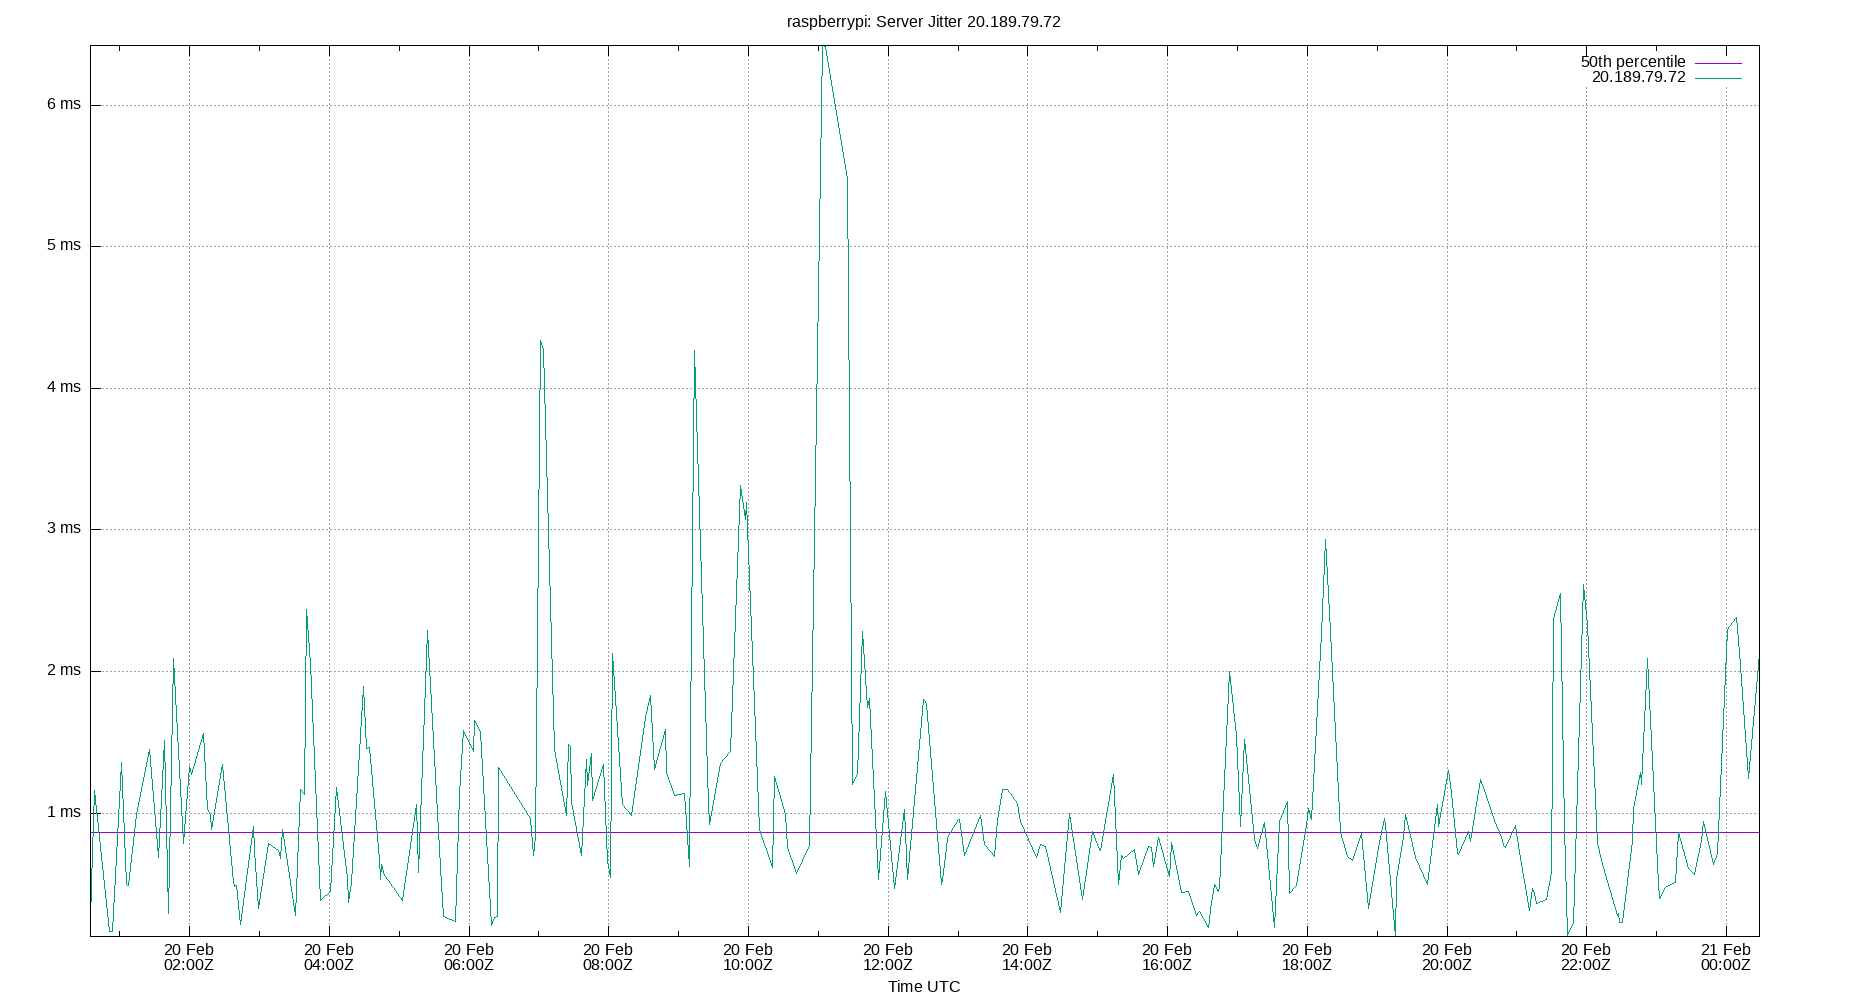 raspberrypi: Server Jitter 20.189.79.72
50th percentile
20.189.79.72
6 ms
5 ms
4 ms
3 ms
2 ms
1 ms
20 Feb 20 Feb 20 Feb 20 Feb 20 Feb 20 Feb 20 Feb 20 Feb 20 Feb 20 Feb 20 Feb 21 Feb
02:00Z 04:00Z 06:00Z 08:00Z 10:00Z 12:00Z 14:00Z 16:00Z 18:00Z 20:00Z 22:00Z 00:00Z
Time UTC